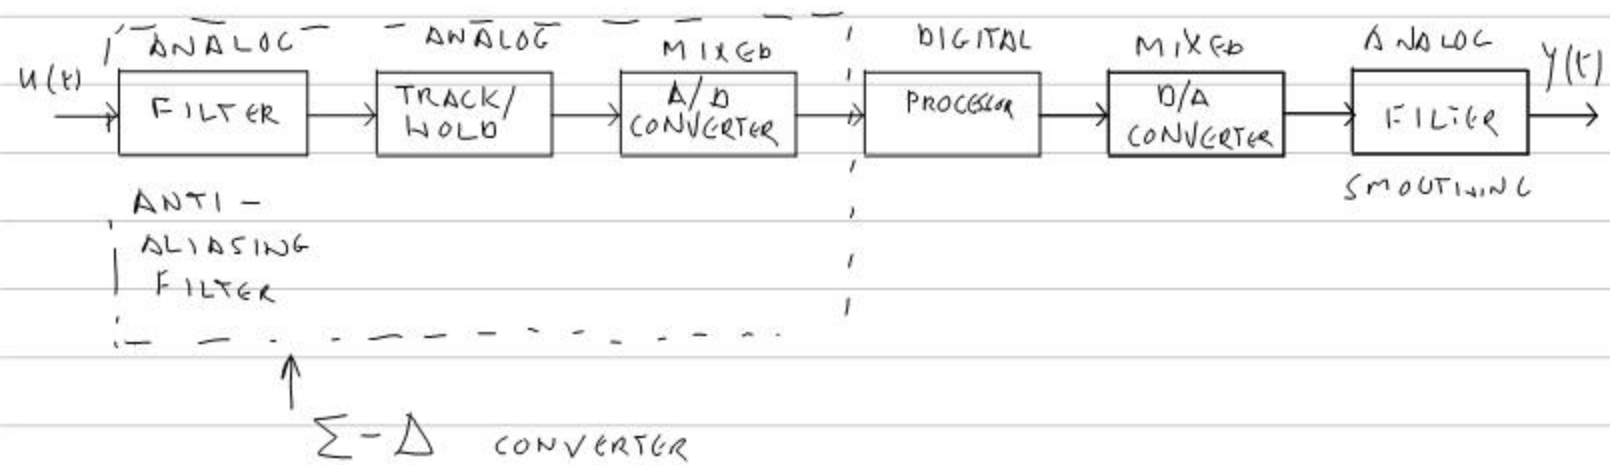 ANALOG ANALOG MIXED DIGITAL MIXED ANALOG
u(t) FILTER TRACK/ A/D PROCESSOR D/A FILTER y(t)
HOLD CONVERTER CONVERTER
ANTI- SMOOTHING
ALIASING
FILTER
Σ-Δ CONVERTER